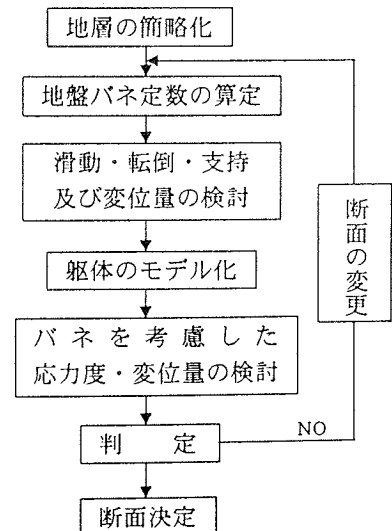 地層の簡略化
地盤バネ定数の算定
滑動・転倒・支持
及び変位量の検討
躯体のモデル化
バネを考慮した
応力度・変位量の検討
判定
NO
断面決定
断面の変更